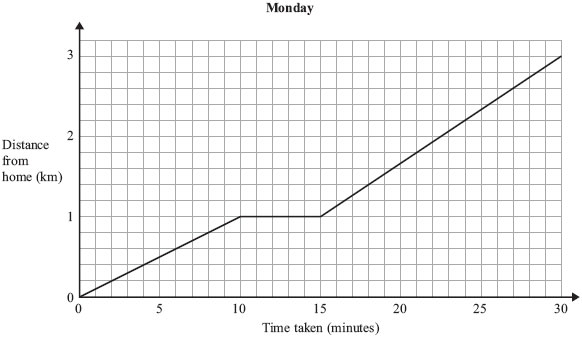 Monday
3
2
1
0
Distance
from
home (km)
0 5 10 15 20 25 30
Time taken (minutes)